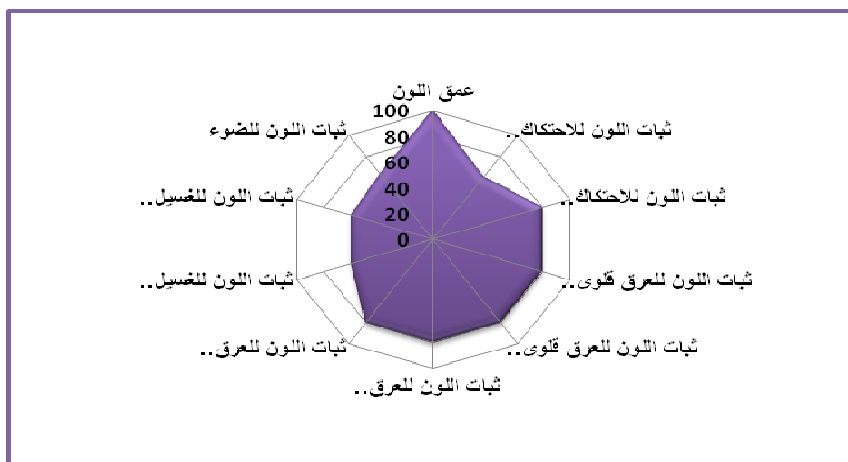 عمق اللون
ثبات اللون للاحتكاك..
ثبات اللون للاحتكاك..
ثبات اللون للعرق قلوى..
ثبات اللون للعرق قلوى..
ثبات اللون للعرق..
ثبات اللون للعرق..
ثبات اللون للغسيل..
ثبات اللون للغسيل..
ثبات اللون للضوء
100
80
60
40
20
0